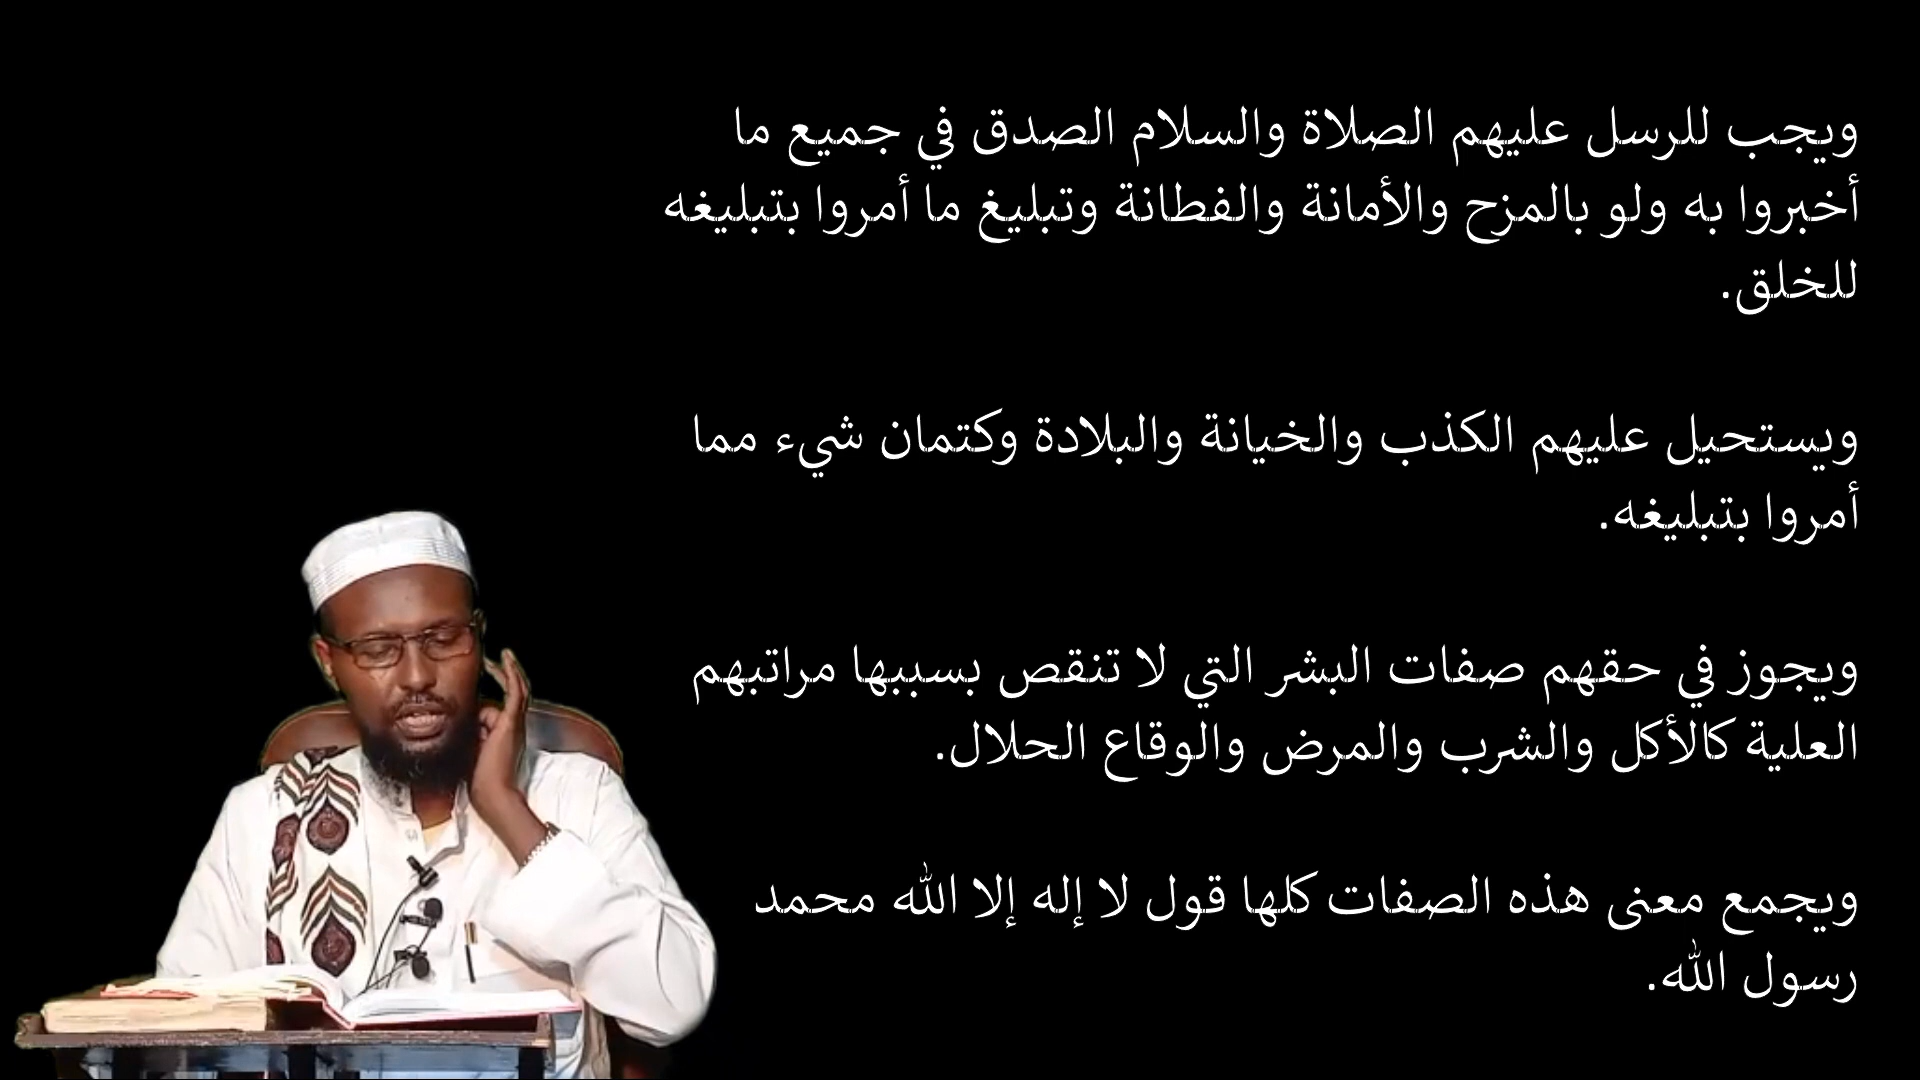 ويجب للرسل عليهم الصلاة والسلام الصدق في جميع ما
أخبروا به ولو بالمزح والأمانة والفطانة وتبليغ ما أمروا بتبليغه
للخلق.
ويستحيل عليهم الكذب والخيانة والبلادة وكتمان شيء مما
أمروا بتبليغه.
ويجوز في حقهم صفات البشر التي لا تنقص بسببها مراتبهم
العلية كالأكل والشرب والمرض والوقاع الحلال.
ويجمع معنى هذه الصفات كلها قول لا إله إلا الله محمد
رسول الله.